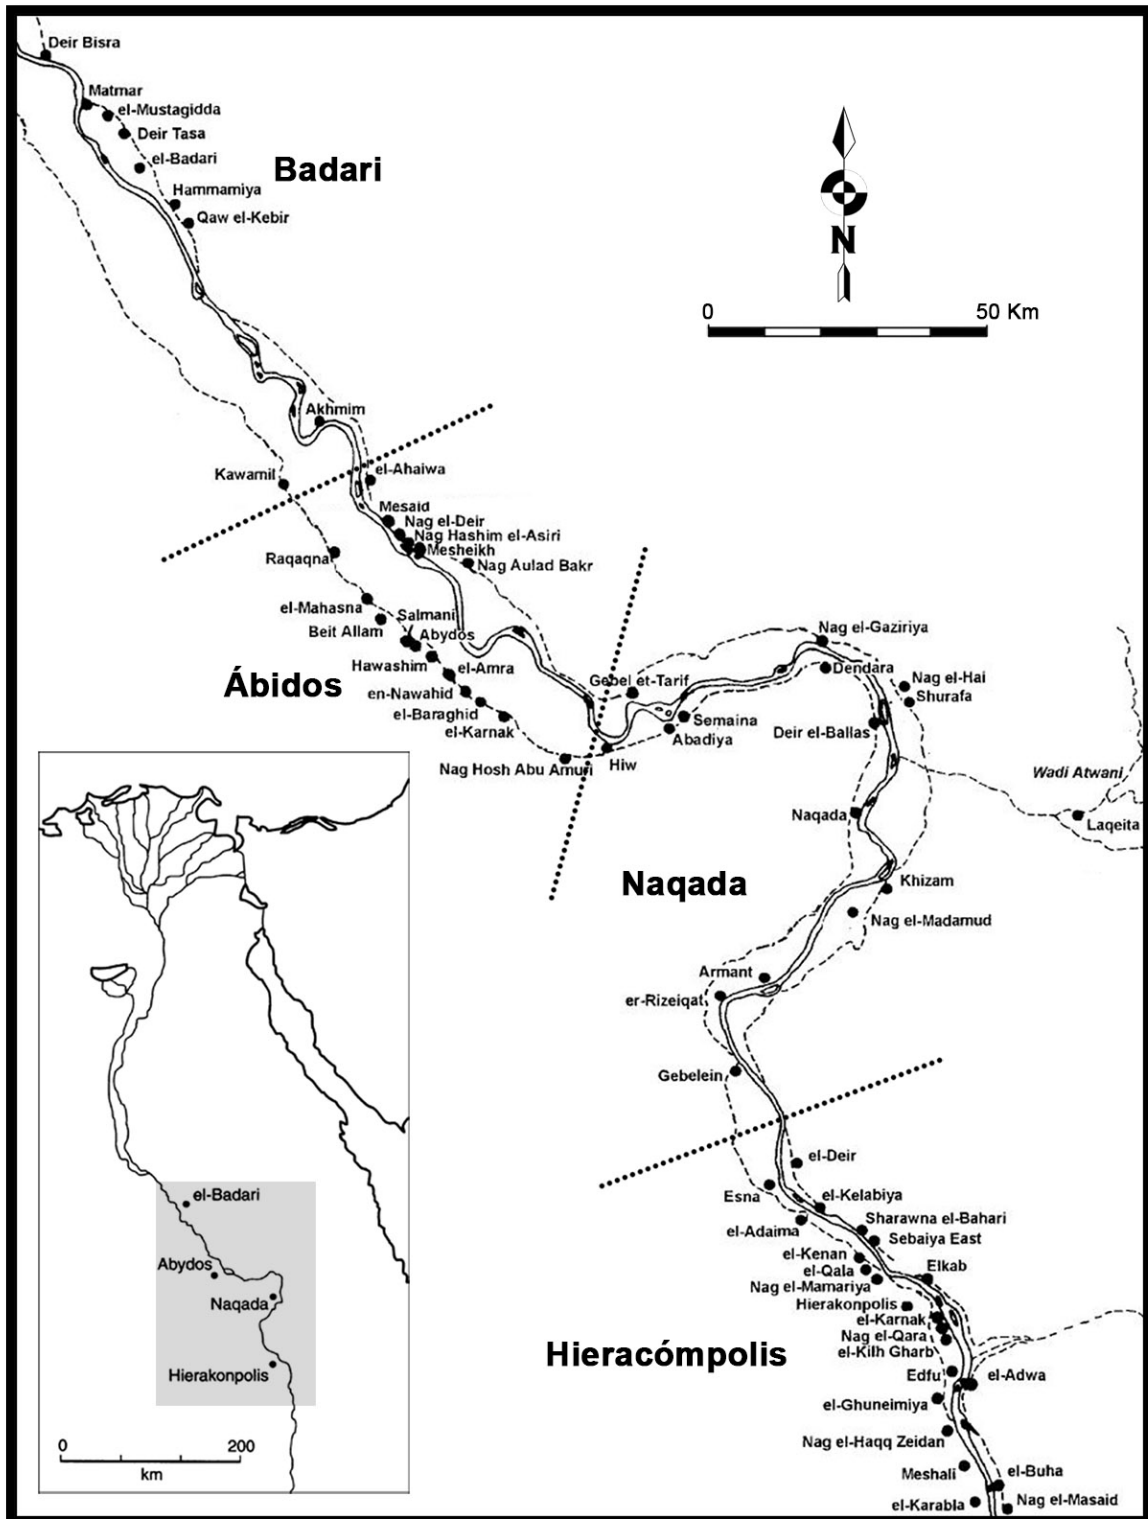 Deir Bisra
Matmar
el-Mustagidda
Deir Tasa
el-Badari
Badari
Hammamiya
Qaw el-Kebir
N
0 50 Km
Akhmim
Kawamil
el-Ahaiwa
Mesaid
Nag el-Deir
Nag Hashim el-Asiri
Mesheikh
Raqaqna
Nag Aulad Bakr
el-Mahasna
Salmani
Beit Allam
Abydos
Hawashim
el-Amra
Ábidos
en-Nawahid
el-Baraghid
el-Karnak
Nag Hosh Abu Amuri
Hiw
Gebel et-Tarif
Nag el-Gaziriya
Dendara
Nag el-Hai
Shurafa
Semaina
Abadiya
Deir el-Ballas
Wadi Atwani
Naqada
Laqeita
Naqada
Khizam
Nag el-Madamud
Armant
er-Rizeiqat
Gebelein
el-Deir
Esna
el-Kelabiya
el-Adaima
Sharawna el-Bahari
Sebaiya East
el-Kenan
el-Qala
Elkab
Nag el-Mamariya
Hierakonpolis
el-Karnak
Nag el-Qara
el-Kilh Gharb
Hieracómpolis
Edfu
el-Adwa
el-Ghuneimiya
Nag el-Haqq Zeidan
Meshali
el-Buha
el-Karabla
Nag el-Masaid
el-Badari
Abydos
Naqada
Hierakonpolis
0 200
km